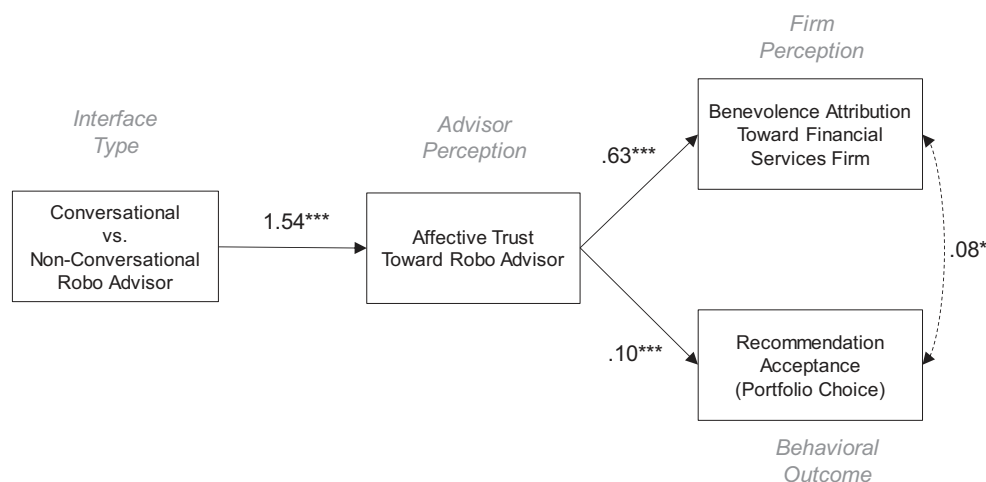 Firm
Perception
Interface
Type
Advisor
Perception
Benevolence Attribution
Toward Financial
Services Firm
.63***
Conversational
vs.
Non-Conversational
Robo Advisor
1.54***
Affective Trust
Toward Robo Advisor
.08*
.10***
Recommendation
Acceptance
(Portfolio Choice)
Behavioral
Outcome